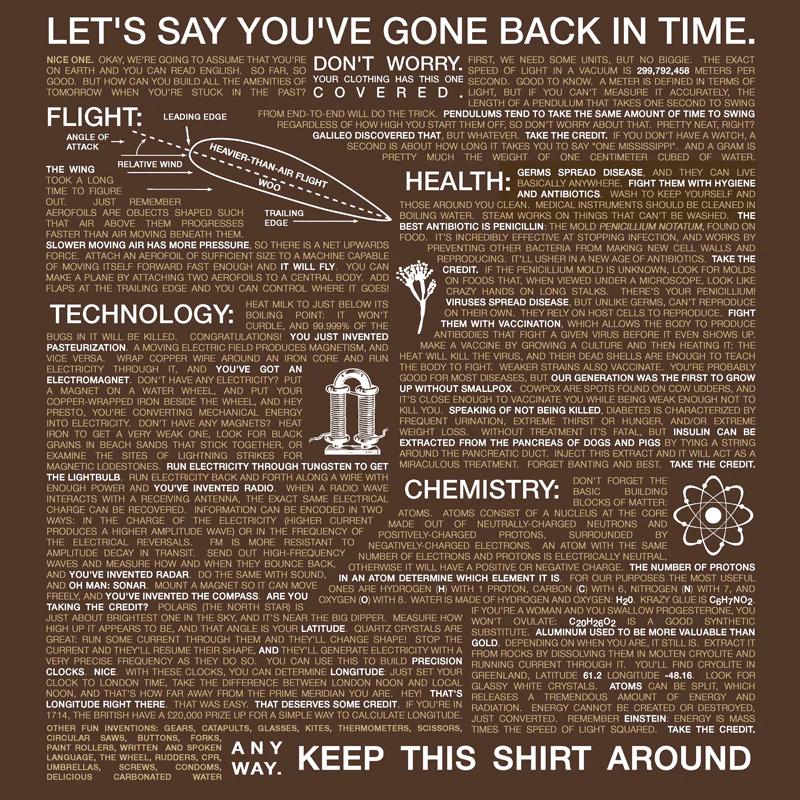 LET'S SAY YOU'VE GONE BACK IN TIME.
NICE ONE. OKAY, WE'RE GOING TO ASSUME THAT YOU'RE
ON EARTH AND YOU CAN READ ENGLISH. SO FAR, SO
GOOD. BUT HOW CAN YOU BUILD ALL THE AMENITIES OF
TOMORROW WHEN YOU'RE STUCK IN THE PAST?
DON'T WORRY.
YOUR CLOTHING HAS THIS ONE
COVERED.
FIRST, WE NEED SOME UNITS, BUT NO BIGGIE. THE EXACT
SPEED OF LIGHT IN A VACUUM IS 299,792,458 METERS PER
SECOND. GOOD TO KNOW. A METER IS DEFINED IN TERMS OF
LIGHT, BUT IF YOU CAN'T MEASURE IT ACCURATELY, THE
LENGTH OF A PENDULUM THAT TAKES ONE SECOND TO SWING
FROM END-TO-END WILL DO THE TRICK. PENDULUMS TEND TO TAKE THE SAME AMOUNT OF TIME TO SWING
REGARDLESS OF HOW HIGH YOU START THEM OFF, SO DON'T WORRY ABOUT THAT. PRETTY NEAT, RIGHT?
GALILEO DISCOVERED THAT, BUT WHATEVER. TAKE THE CREDIT. IF YOU DON'T HAVE A WATCH, A
SECOND IS ABOUT HOW LONG IT TAKES YOU TO SAY "ONE MISSISSIPPI". AND A GRAM IS
PRETTY MUCH THE WEIGHT OF ONE CENTIMETER CUBED OF WATER.
FLIGHT:
LEADING EDGE
ANGLE OF
ATTACK
RELATIVE WIND
HEAVIER-THAN-AIR FLIGHT
WOO
TRAILING
EDGE
THE WING
TOOK A LONG
TIME TO FIGURE
OUT. JUST REMEMBER
AEROFOILS ARE OBJECTS SHAPED SUCH
THAT AIR ABOVE THEM PROGRESSES
FASTER THAN AIR MOVING BENEATH THEM.
SLOWER MOVING AIR HAS MORE PRESSURE, SO THERE IS A NET UPWARDS
FORCE. ATTACH AN AEROFOIL OF SUFFICIENT SIZE TO A MACHINE CAPABLE
OF MOVING ITSELF FORWARD FAST ENOUGH AND IT WILL FLY. YOU CAN
MAKE A PLANE BY ATTACHING TWO AEROFOILS TO A CENTRAL BODY. ADD
FLAPS AT THE TRAILING EDGE AND YOU CAN CONTROL WHERE IT GOES!
HEALTH:
GERMS SPREAD DISEASE, AND THEY CAN LIVE
BASICALLY ANYWHERE. FIGHT THEM WITH HYGIENE
AND ANTIBIOTICS. WASH TO KEEP YOURSELF AND
THOSE AROUND YOU CLEAN. MEDICAL INSTRUMENTS SHOULD BE CLEANED IN
BOILING WATER. STEAM WORKS ON THINGS THAT CAN'T BE WASHED. THE
BEST ANTIBIOTIC IS PENICILLIN: THE MOLD PENICILLIUM NOTATUM, FOUND ON
FOOD. IT'S INCREDIBLY EFFECTIVE AT STOPPING INFECTION, AND WORKS BY
PREVENTING OTHER BACTERIA FROM MAKING NEW CELL WALLS AND
REPRODUCING. IT'LL USHER IN A NEW AGE OF ANTIBIOTICS. TAKE THE
CREDIT. IF THE PENICILLIUM MOLD IS UNKNOWN, LOOK FOR MOLDS
ON FOODS THAT, WHEN VIEWED UNDER A MICROSCOPE, LOOK LIKE
CRAZY HANDS ON LONG STALKS. THERE'S YOUR PENICILLIUM!
VIRUSES SPREAD DISEASE, BUT UNLIKE GERMS, CAN'T REPRODUCE
ON THEIR OWN. THEY RELY ON HOST CELLS TO REPRODUCE. FIGHT
THEM WITH VACCINATION, WHICH ALLOWS THE BODY TO PRODUCE
ANTIBODIES THAT FIGHT A GIVEN VIRUS BEFORE IT EVEN SHOWS UP.
MAKE A VACCINE BY GROWING A CULTURE AND THEN HEATING IT: THE
HEAT WILL KILL THE VIRUS, AND THEIR DEAD SHELLS ARE ENOUGH TO TEACH
THE BODY TO FIGHT. WEAKER STRAINS ALSO VACCINATE. YOU'RE PROBABLY
GOOD FOR MOST DISEASES, BUT OUR GENERATION WAS THE FIRST TO GROW
UP WITHOUT SMALLPOX. COWPOX ARE SPOTS FOUND ON COW UDDERS, AND
IT'S CLOSE ENOUGH TO VACCINATE YOU WHILE BEING WEAK ENOUGH NOT TO
KILL YOU. SPEAKING OF NOT BEING KILLED, DIABETES IS CHARACTERIZED BY
FREQUENT URINATION, EXTREME THIRST OR HUNGER, AND/OR EXTREME
WEIGHT LOSS. WITHOUT TREATMENT IT'S FATAL, BUT INSULIN CAN BE
EXTRACTED FROM THE PANCREAS OF DOGS AND PIGS BY TYING A STRING
AROUND THE PANCREATIC DUCT. INJECT THIS EXTRACT AND IT WILL ACT AS A
MIRACULOUS TREATMENT. FORGET BANTING AND BEST. TAKE THE CREDIT.
TECHNOLOGY:
HEAT MILK TO JUST BELOW ITS
BOILING POINT: IT WON'T
CURDLE, AND 99.999% OF THE
BUGS IN IT WILL BE KILLED. CONGRATULATIONS! YOU JUST INVENTED
PASTEURIZATION. A MOVING ELECTRIC FIELD PRODUCES MAGNETISM, AND
VICE VERSA. WRAP COPPER WIRE AROUND AN IRON CORE AND RUN
ELECTRICITY THROUGH IT, AND YOU'VE GOT AN
ELECTROMAGNET. DON'T HAVE ANY ELECTRICITY? PUT
A MAGNET ON A WATER WHEEL, AND PUT YOUR
COPPER-WRAPPED IRON BESIDE THE WHEEL, AND HEY
PRESTO, YOU'RE CONVERTING MECHANICAL ENERGY
INTO ELECTRICITY. DON'T HAVE ANY MAGNETS? HEAT
IRON TO GET A VERY WEAK ONE, LOOK FOR BLACK
GRAINS IN BEACH SANDS THAT STICK TOGETHER, OR
EXAMINE THE SITES OF LIGHTNING STRIKES FOR
MAGNETIC LODESTONES. RUN ELECTRICITY THROUGH TUNGSTEN TO GET
THE LIGHTBULB. RUN ELECTRICITY BACK AND FORTH ALONG A WIRE WITH
ENOUGH POWER AND YOU'VE INVENTED RADIO. WHEN A RADIO WAVE
INTERACTS WITH A RECEIVING ANTENNA, THE EXACT SAME ELECTRICAL
CHARGE CAN BE RECOVERED. INFORMATION CAN BE ENCODED IN TWO
WAYS: IN THE CHARGE OF THE ELECTRICITY (HIGHER CURRENT
PRODUCES A HIGHER AMPLITUDE WAVE) OR IN THE FREQUENCY OF
THE ELECTRICAL REVERSALS. FM IS MORE RESISTANT TO
AMPLITUDE DECAY IN TRANSIT. SEND OUT HIGH-FREQUENCY
WAVES AND MEASURE HOW AND WHEN THEY BOUNCE BACK,
AND YOU'VE INVENTED RADAR. DO THE SAME WITH SOUND,
AND OH MAN: SONAR. MOUNT A MAGNET SO IT CAN MOVE
FREELY, AND YOU'VE INVENTED THE COMPASS. ARE YOU
TAKING THE CREDIT? POLARIS (THE NORTH STAR) IS
JUST ABOUT BRIGHTEST ONE IN THE SKY, AND IT'S NEAR THE BIG DIPPER. MEASURE HOW
HIGH UP IT APPEARS TO BE, AND THAT ANGLE IS YOUR LATITUDE. QUARTZ CRYSTALS ARE
GREAT. RUN SOME CURRENT THROUGH THEM AND THEY'LL CHANGE SHAPE! STOP THE
CURRENT AND THEY'LL RESUME THEIR SHAPE, AND THEY'LL GENERATE ELECTRICITY WITH A
VERY PRECISE FREQUENCY AS THEY DO SO. YOU CAN USE THIS TO BUILD PRECISION
CLOCKS. NICE. WITH THESE CLOCKS, YOU CAN DETERMINE LONGITUDE: JUST SET YOUR
CLOCK TO LONDON TIME, TAKE THE DIFFERENCE BETWEEN LONDON NOON AND LOCAL
NOON, AND THAT'S HOW FAR AWAY FROM THE PRIME MERIDIAN YOU ARE. HEY! THAT'S
LONGITUDE RIGHT THERE. THAT WAS EASY. THAT DESERVES SOME CREDIT. IF YOU'RE IN
1714, THE BRITISH HAVE A £20,000 PRIZE UP FOR A SIMPLE WAY TO CALCULATE LONGITUDE.
CHEMISTRY:
DON'T FORGET THE
BASIC BUILDING
BLOCKS OF MATTER:
ATOMS. ATOMS CONSIST OF A NUCLEUS AT THE CORE
MADE OUT OF NEUTRALLY-CHARGED NEUTRONS AND
POSITIVELY-CHARGED PROTONS, SURROUNDED BY
NEGATIVELY-CHARGED ELECTRONS. AN ATOM WITH THE SAME
NUMBER OF ELECTRONS AND PROTONS IS ELECTRICALLY NEUTRAL,
OTHERWISE IT WILL HAVE A POSITIVE OR NEGATIVE CHARGE. THE NUMBER OF PROTONS
IN AN ATOM DETERMINE WHICH ELEMENT IT IS. FOR OUR PURPOSES THE MOST USEFUL
ONES ARE HYDROGEN (H) WITH 1 PROTON, CARBON (C) WITH 6, NITROGEN (N) WITH 7, AND
OXYGEN (O) WITH 8. WATER IS MADE OF HYDROGEN AND OXYGEN: H2O. KRAZY GLUE IS C6H7NO2.
IF YOU'RE A WOMAN AND YOU SWALLOW PROGESTERONE, YOU
WON'T OVULATE: C20H26O2 IS A GOOD SYNTHETIC
SUBSTITUTE. ALUMINUM USED TO BE MORE VALUABLE THAN
GOLD. DEPENDING ON WHEN YOU ARE, IT STILL IS. EXTRACT IT
FROM ROCKS BY DISSOLVING THEM IN MOLTEN CRYOLITE AND
RUNNING CURRENT THROUGH IT. YOU'LL FIND CRYOLITE IN
GREENLAND, LATITUDE 61.2 LONGITUDE -48.16. LOOK FOR
GLASSY WHITE CRYSTALS. ATOMS CAN BE SPLIT, WHICH
RELEASES A TREMENDOUS AMOUNT OF ENERGY AND
RADIATION. ENERGY CANNOT BE CREATED OR DESTROYED,
JUST CONVERTED. REMEMBER EINSTEIN: ENERGY IS MASS
TIMES THE SPEED OF LIGHT SQUARED. TAKE THE CREDIT.
OTHER FUN INVENTIONS: GEARS, CATAPULTS, GLASSES, KITES, THERMOMETERS, SCISSORS,
CIRCULAR SAWS, BUTTONS, FORKS,
PAINT ROLLERS, WRITTEN AND SPOKEN
LANGUAGE, THE WHEEL, RUDDERS, CPR,
UMBRELLAS, SCREWS, CONDOMS,
DELICIOUS CARBONATED WATER
ANY
WAY.
KEEP THIS SHIRT AROUND